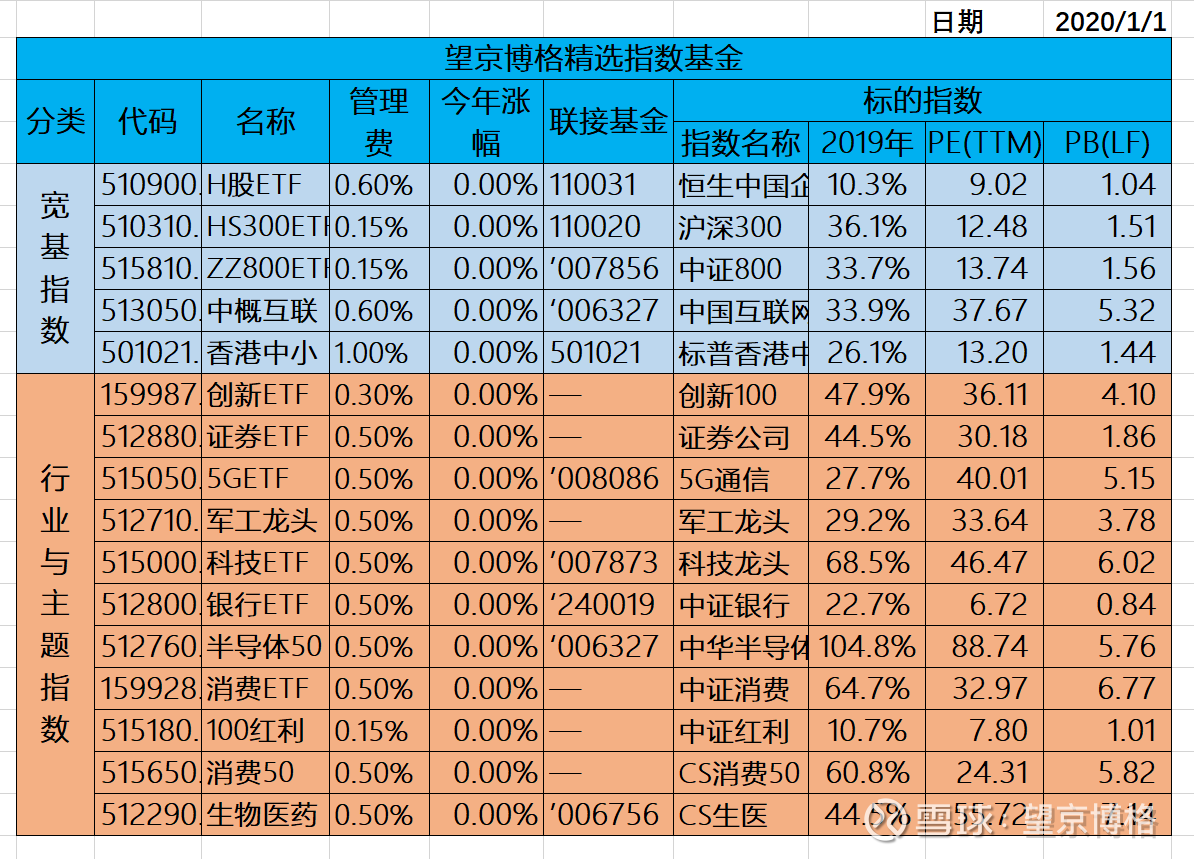 日期 2020/1/1
望京博格精选指数基金
分类 代码 名称 管理费 今年涨幅 联接基金 标的指数
指数名称 2019年 PE(TTM) PB(LF)
宽基指数
510900. H股ETF 0.60% 0.00% 110031 恒生中国企 10.3% 9.02 1.04
510310. HS300ETF 0.15% 0.00% 110020 沪深300 36.1% 12.48 1.51
515810. ZZ800ETF 0.15% 0.00% '007856 中证800 33.7% 13.74 1.56
513050. 中概互联 0.60% 0.00% ‘006327 中国互联网 33.9% 37.67 5.32
501021. 香港中小 1.00% 0.00% 501021 标普香港中 26.1% 13.20 1.44
行业与主题指数
159987. 创新ETF 0.30% 0.00% — 创新100 47.9% 36.11 4.10
512880. 证券ETF 0.50% 0.00% — 证券公司 44.5% 30.18 1.86
515050. 5GETF 0.50% 0.00% '008086 5G通信 27.7% 40.01 5.15
512710. 军工龙头 0.50% 0.00% — 军工龙头 29.2% 33.64 3.78
515000. 科技ETF 0.50% 0.00% '007873 科技龙头 68.5% 46.47 6.02
512800. 银行ETF 0.50% 0.00% ‘240019 中证银行 22.7% 6.72 0.84
512760. 半导体50 0.50% 0.00% ‘006327 中华半导体 104.8% 88.74 5.76
159928. 消费ETF 0.50% 0.00% — 中证消费 64.7% 32.97 6.77
515180. 100红利 0.15% 0.00% — 中证红利 10.7% 7.80 1.01
515650. 消费50 0.50% 0.00% — CS消费50 60.8% 24.31 5.82
512290. 生物医药 0.50% 0.00% '006756 CS生医 44.5% 55.72 7.14
雪球:望京博格